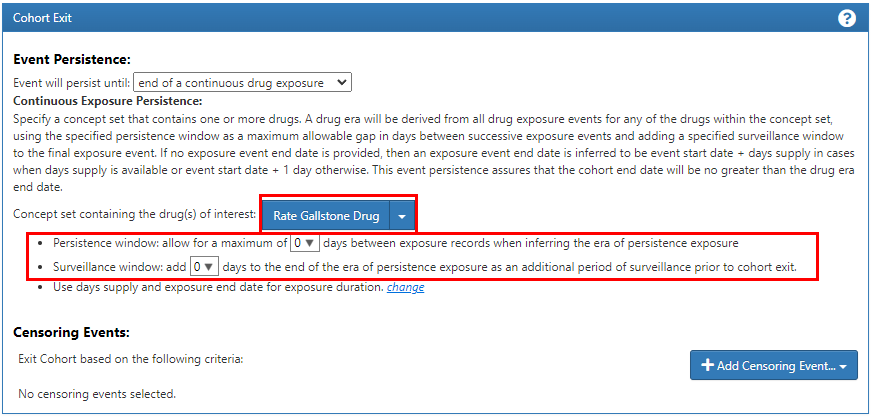 Cohort Exit
?
Event Persistence:
Event will persist until: end of a continuous drug exposure
Continuous Exposure Persistence:
Specify a concept set that contains one or more drugs. A drug era will be derived from all drug exposure events for any of the drugs within the concept set,
using the specified persistence window as a maximum allowable gap in days between successive exposure events and adding a specified surveillance window
to the final exposure event. If no exposure event end date is provided, then an exposure event end date is inferred to be event start date + days supply in cases
when days supply is available or event start date + 1 day otherwise. This event persistence assures that the cohort end date will be no greater than the drug era
end date.
Concept set containing the drug(s) of interest: Rate Gallstone Drug
• Persistence window: allow for a maximum of 0 ▼ days between exposure records when inferring the era of persistence exposure
• Surveillance window: add 0 ▼ days to the end of the era of persistence exposure as an additional period of surveillance prior to cohort exit.
• Use days supply and exposure end date for exposure duration. change
Censoring Events:
Exit Cohort based on the following criteria:
+ Add Censoring Event...
No censoring events selected.